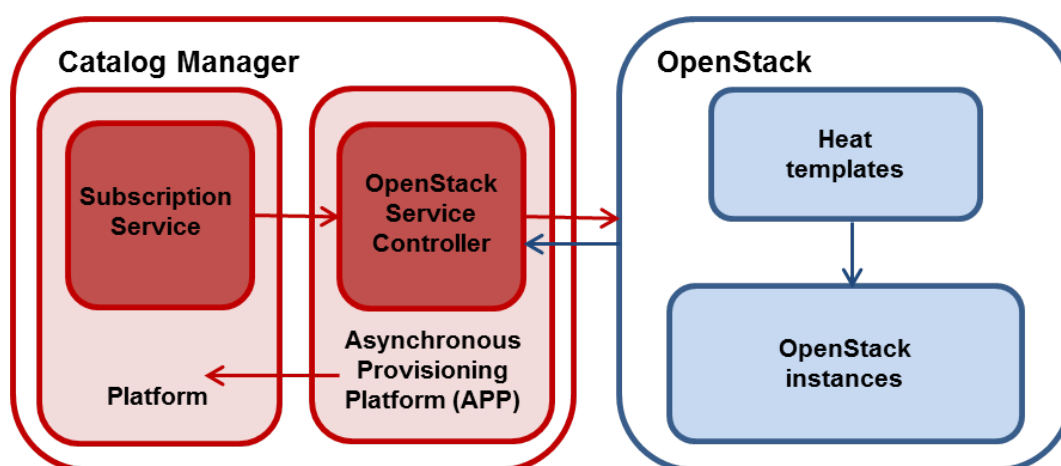 Catalog Manager
Subscription
Service
Platform
OpenStack
Service
Controller
Asynchronous
Provisioning
Platform (APP)
OpenStack
Heat
templates
OpenStack
instances